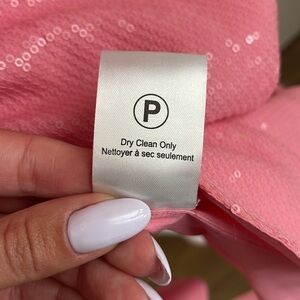 P
Dry Clean Only
Nettoyer à sec seulement